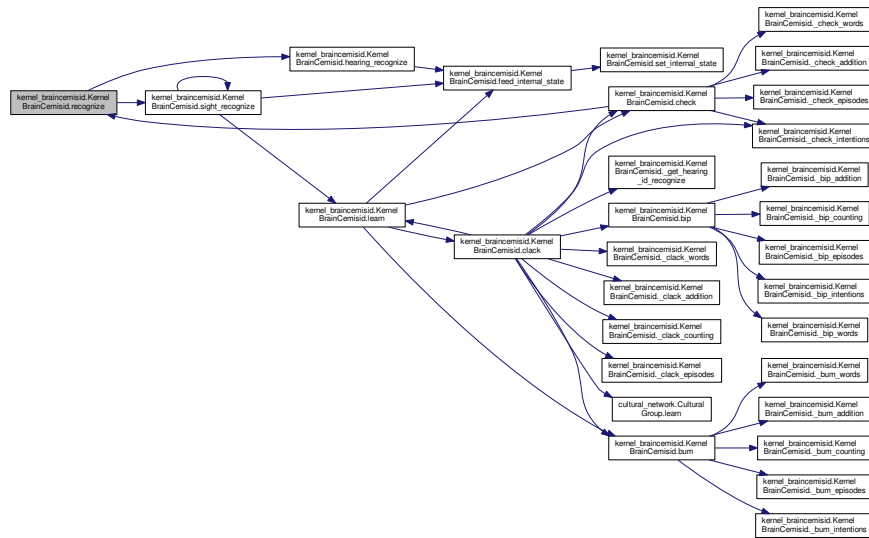 kernel_braincemisid.Kernel
BrainCemisid.recognize
kernel_braincemisid.Kernel
BrainCemisid.hearing_recognize
kernel_braincemisid.Kernel
BrainCemisid.sight_recognize
kernel_braincemisid.Kernel
BrainCemisid.learn
kernel_braincemisid.Kernel
BrainCemisid.feed_internal_state
kernel_braincemisid.Kernel
BrainCemisid.clack
kernel_braincemisid.Kernel
BrainCemisid.set_internal_state
kernel_braincemisid.Kernel
BrainCemisid.check
kernel_braincemisid.Kernel
BrainCemisid._get_hearing
_id_recognize
kernel_braincemisid.Kernel
BrainCemisid.bip
kernel_braincemisid.Kernel
BrainCemisid._clack_words
kernel_braincemisid.Kernel
BrainCemisid._clack_addition
kernel_braincemisid.Kernel
BrainCemisid._clack_counting
kernel_braincemisid.Kernel
BrainCemisid._clack_episodes
cultural_network.Cultural
Group.learn
kernel_braincemisid.Kernel
BrainCemisid.bum
kernel_braincemisid.Kernel
BrainCemisid._check_words
kernel_braincemisid.Kernel
BrainCemisid._check_addition
kernel_braincemisid.Kernel
BrainCemisid._check_episodes
kernel_braincemisid.Kernel
BrainCemisid._check_intentions
kernel_braincemisid.Kernel
BrainCemisid._bip_addition
kernel_braincemisid.Kernel
BrainCemisid._bip_counting
kernel_braincemisid.Kernel
BrainCemisid._bip_episodes
kernel_braincemisid.Kernel
BrainCemisid._bip_intentions
kernel_braincemisid.Kernel
BrainCemisid._bip_words
kernel_braincemisid.Kernel
BrainCemisid._bum_words
kernel_braincemisid.Kernel
BrainCemisid._bum_addition
kernel_braincemisid.Kernel
BrainCemisid._bum_counting
kernel_braincemisid.Kernel
BrainCemisid._bum_episodes
kernel_braincemisid.Kernel
BrainCemisid._bum_intentions